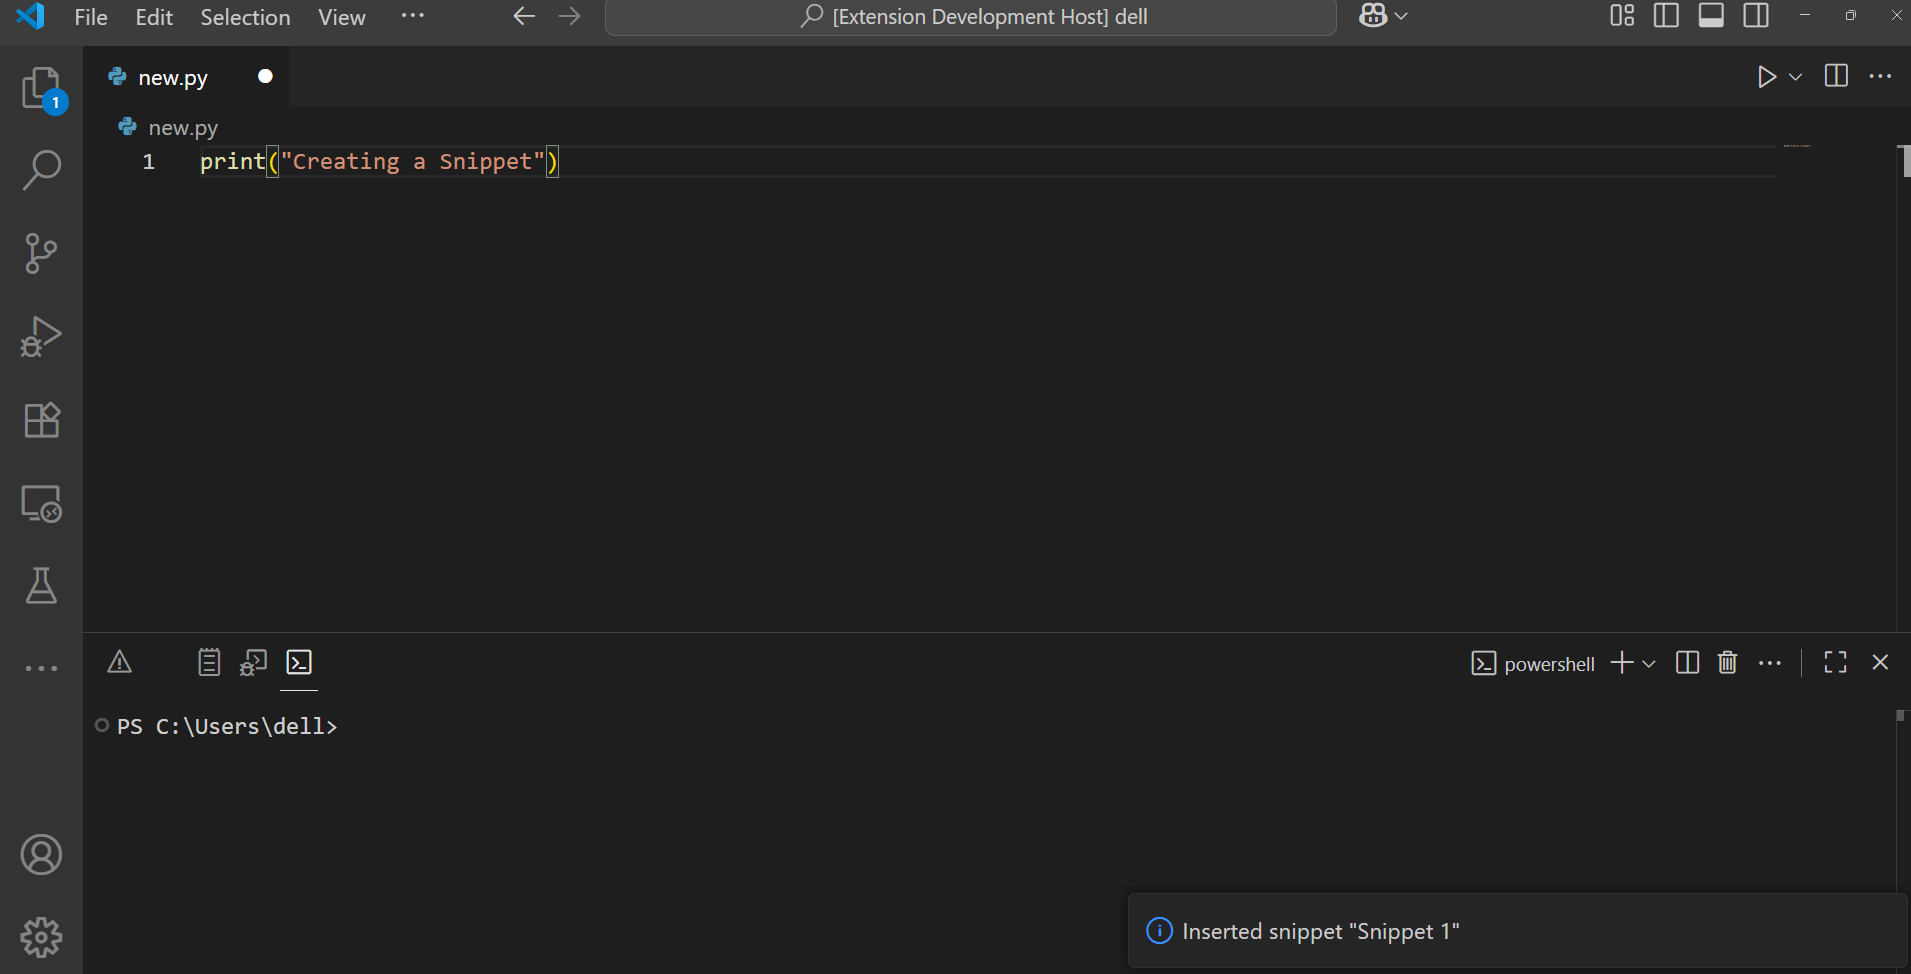 File Edit Selection View ··· [Extension Development Host] dell
new.py
1
new.py
1 print("Creating a Snippet")
powershell
PS C:\Users\dell>
Inserted snippet "Snippet 1"